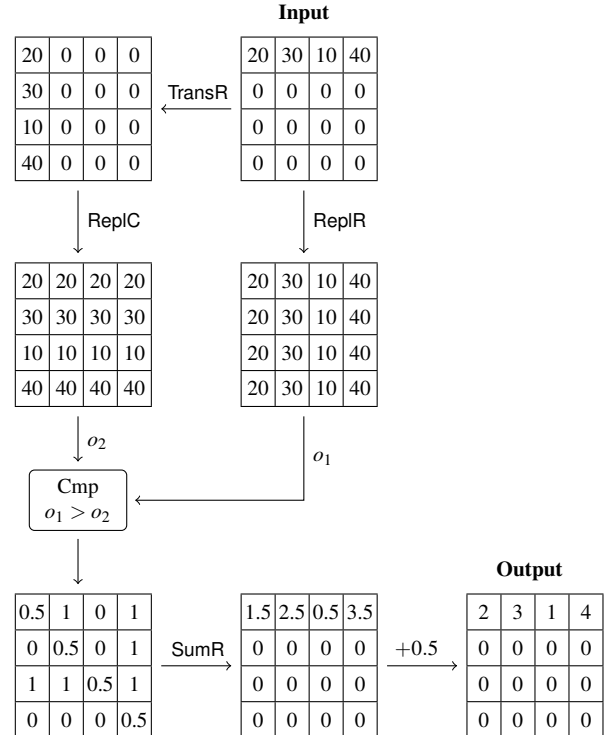 Input
20 0 0 0
30 0 0 0
10 0 0 0
40 0 0 0
TransR
20 30 10 40
0 0 0 0
0 0 0 0
0 0 0 0
ReplC
ReplR
20 20 20 20
30 30 30 30
10 10 10 10
40 40 40 40
20 30 10 40
20 30 10 40
20 30 10 40
20 30 10 40
o₂
o₁
Cmp
o₁ > o₂
Output
0.5 1 0 1
0 0.5 0 1
1 1 0.5 1
0 0 0 0.5
SumR
1.5 2.5 0.5 3.5
0 0 0 0
0 0 0 0
0 0 0 0
+0.5
2 3 1 4
0 0 0 0
0 0 0 0
0 0 0 0